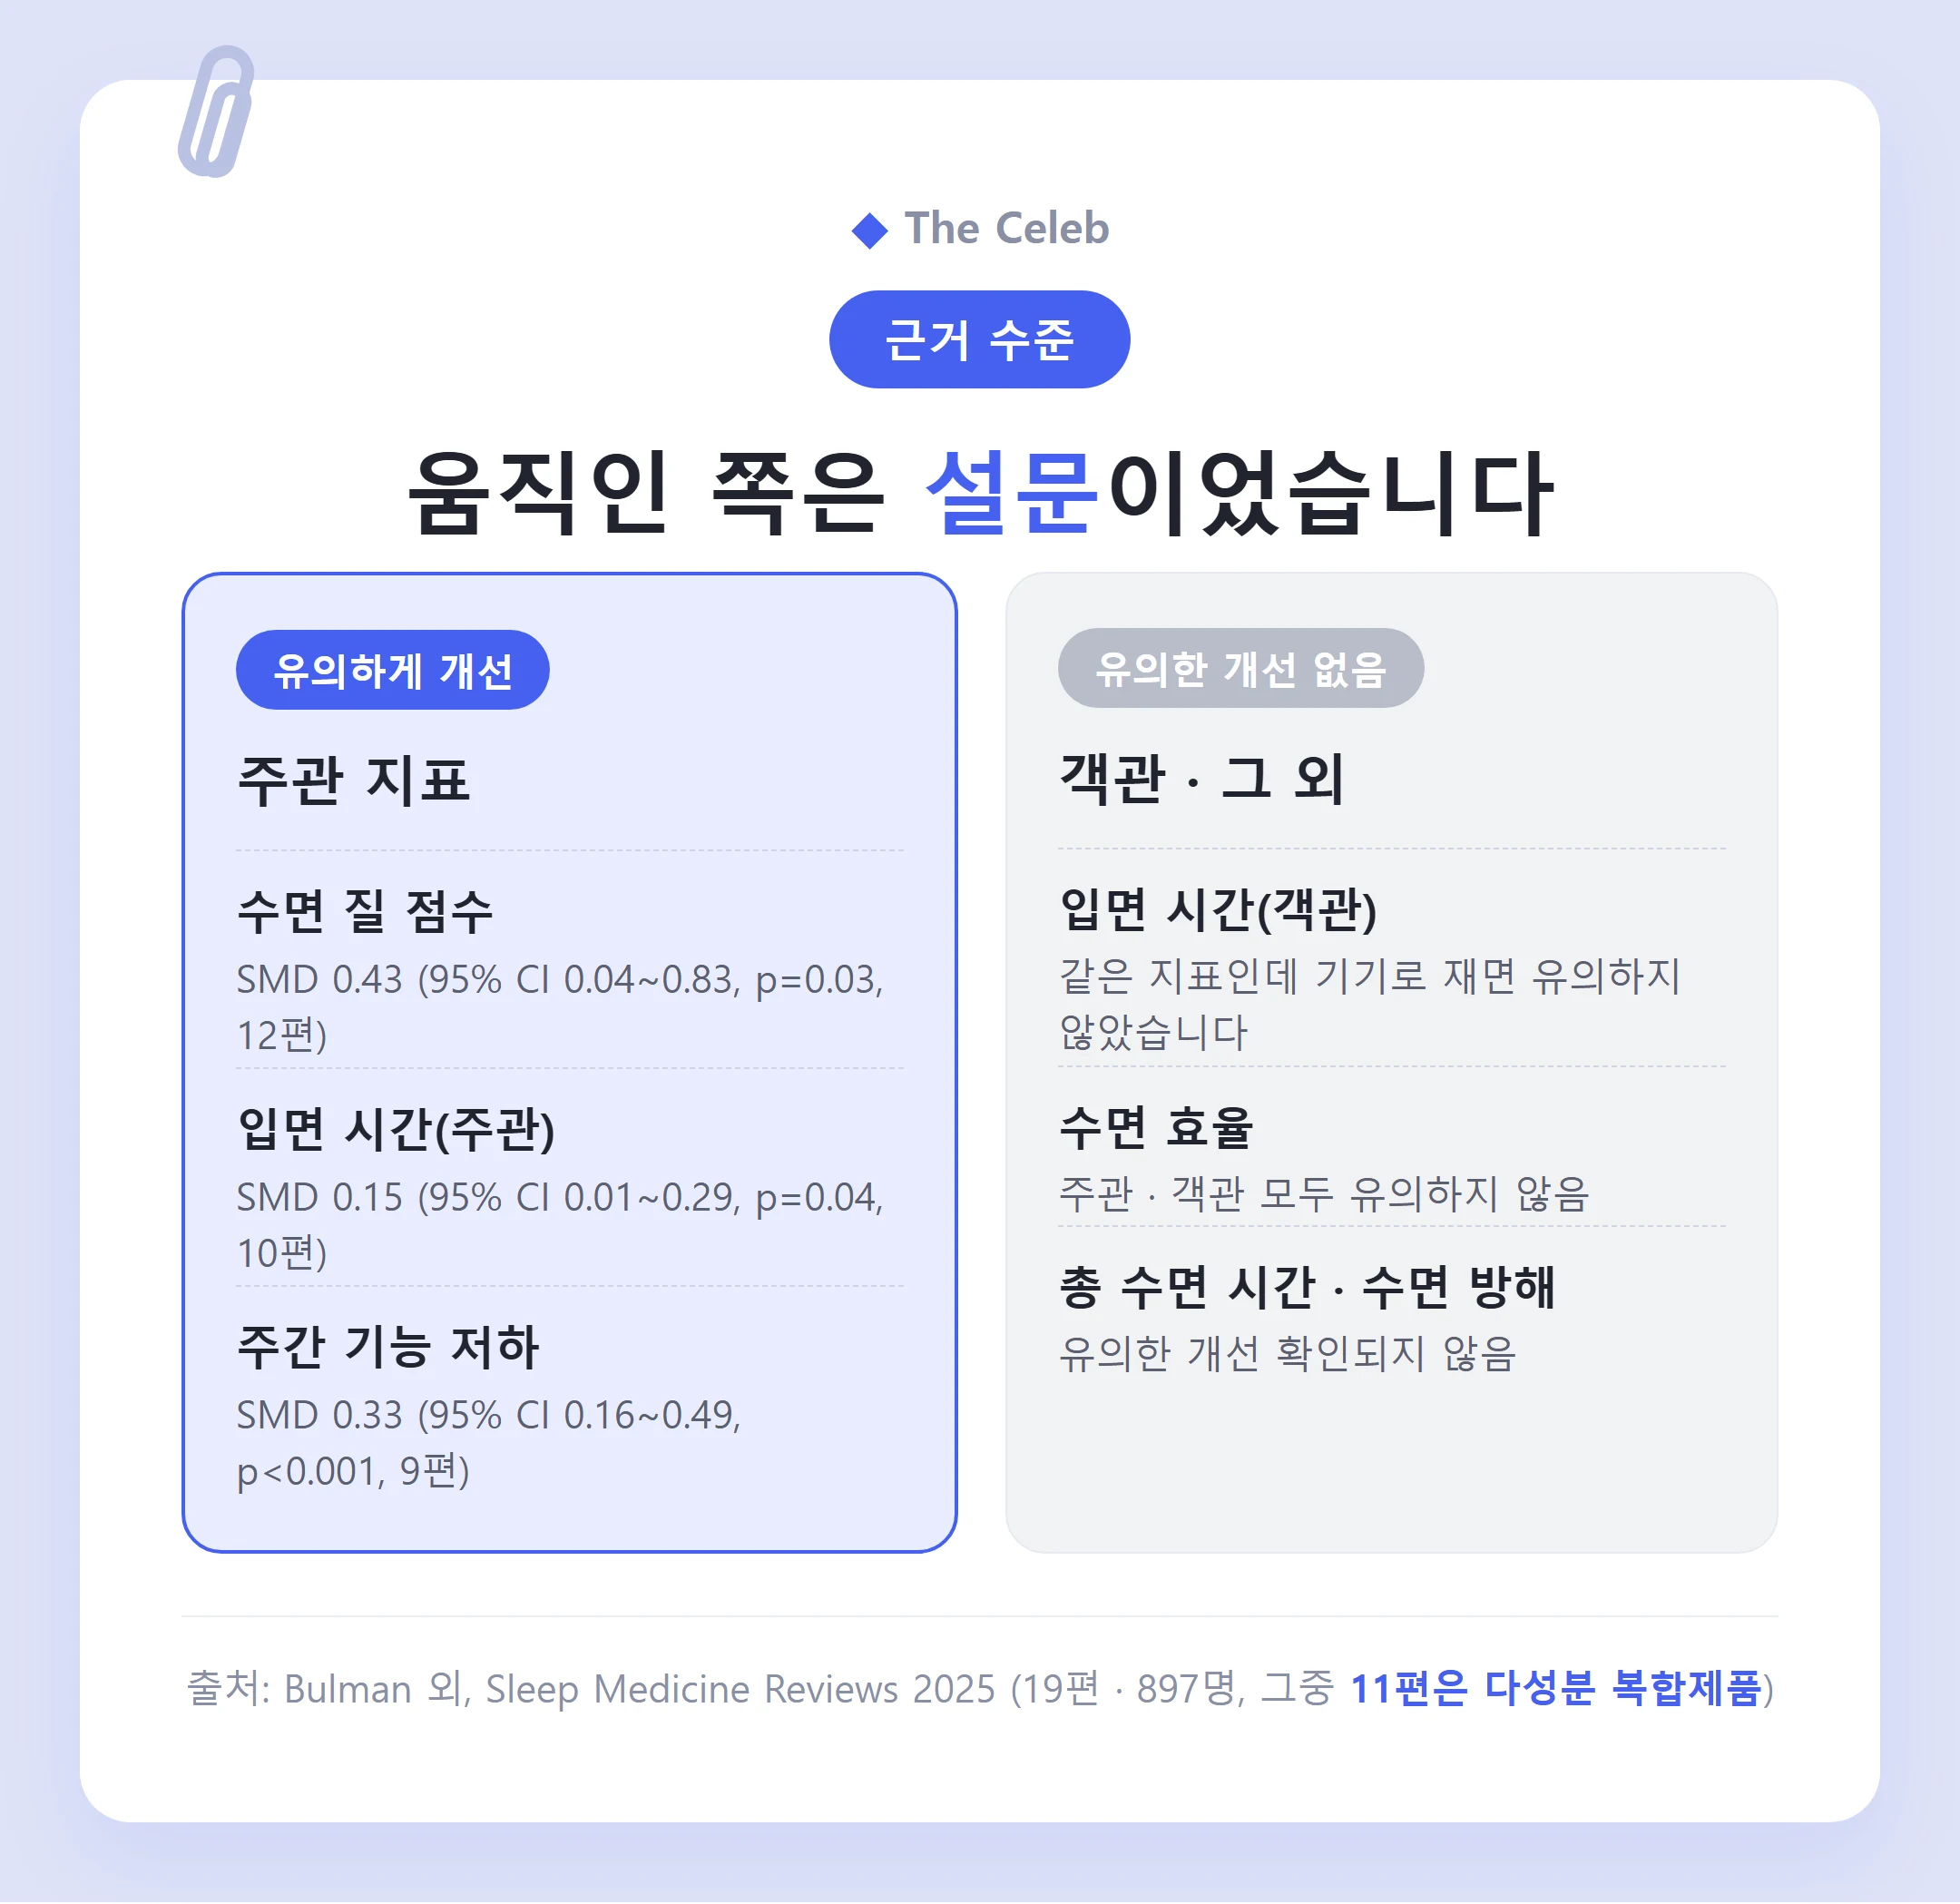 The Celeb
근거 수준
움직인 쪽은 설문이었습니다
유의하게 개선
주관 지표
수면 질 점수
SMD 0.43 (95% CI 0.04~0.83, p=0.03,
12편)
입면 시간(주관)
SMD 0.15 (95% CI 0.01~0.29, p=0.04,
10편)
주간 기능 저하
SMD 0.33 (95% CI 0.16~0.49,
p<0.001, 9편)
유의한 개선 없음
객관 · 그 외
입면 시간(객관)
같은 지표인데 기기로 재면 유의하지
않았습니다
수면 효율
주관 · 객관 모두 유의하지 않음
총 수면 시간 · 수면 방해
유의한 개선 확인되지 않음
출처: Bulman 외, Sleep Medicine Reviews 2025 (19편 · 897명, 그중 11편은 다성분 복합제품)